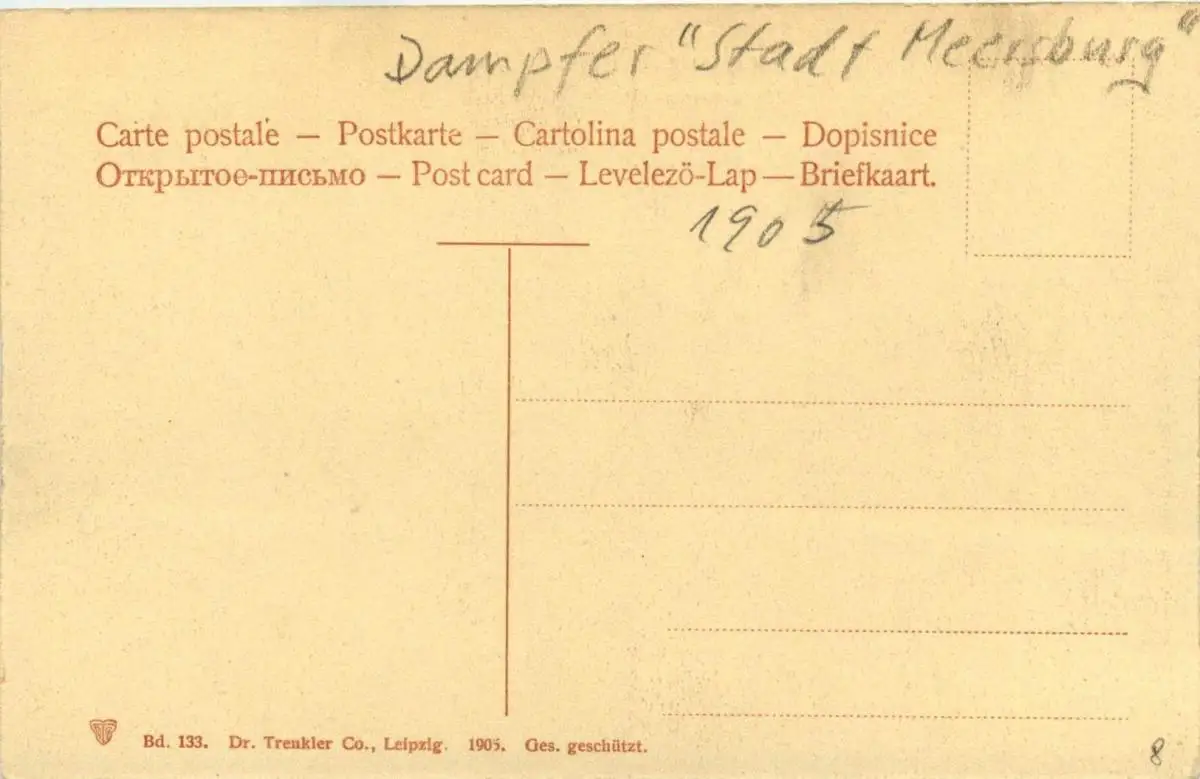 Dampfer "Stadt Meersburg"
Carte postale — Postkarte — Cartolina postale — Dopisnice
Открытое-письмо — Post card — Levelezö-Lap — Briefkaart.
1905
Bd. 133. Dr. Trenkler Co., Leipzig. 1905. Ges. geschützt.
8